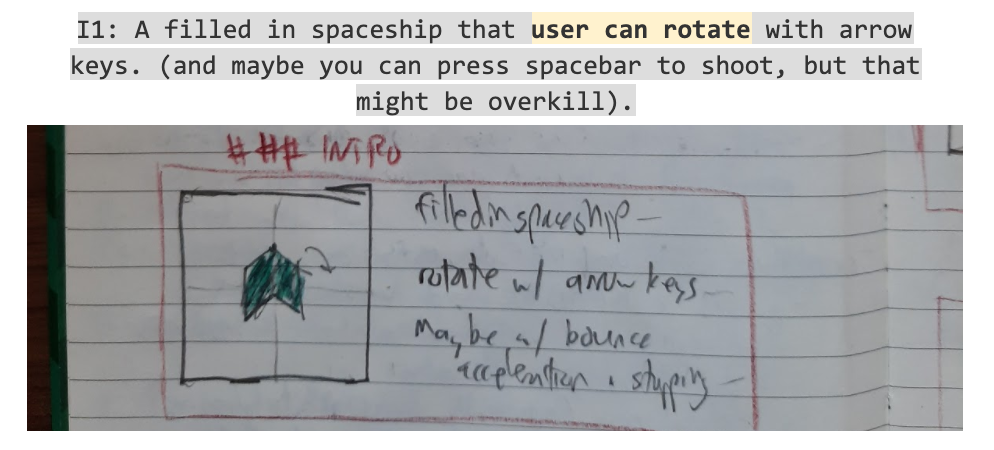 I1: A filled in spaceship that user can rotate with arrow
keys. (and maybe you can press spacebar to shoot, but that
might be overkill).
### INTRO
filled in spaceship –
rotate w/ arrow keys –
Maybe w/ bounce
acceleration + stopping –